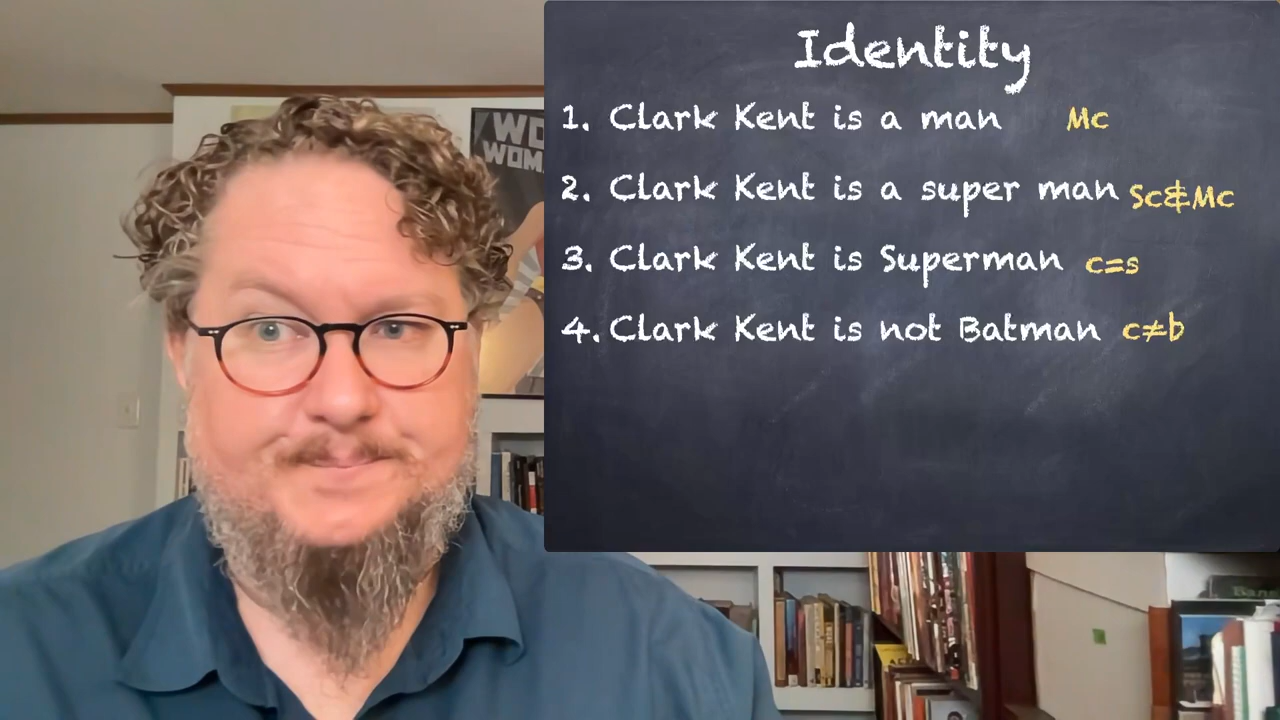 Identity
1. Clark Kent is a man Mc
2. Clark Kent is a super man Sc&Mc
3. Clark Kent is Superman c=s
4. Clark Kent is not Batman c≠b
WO
WOM